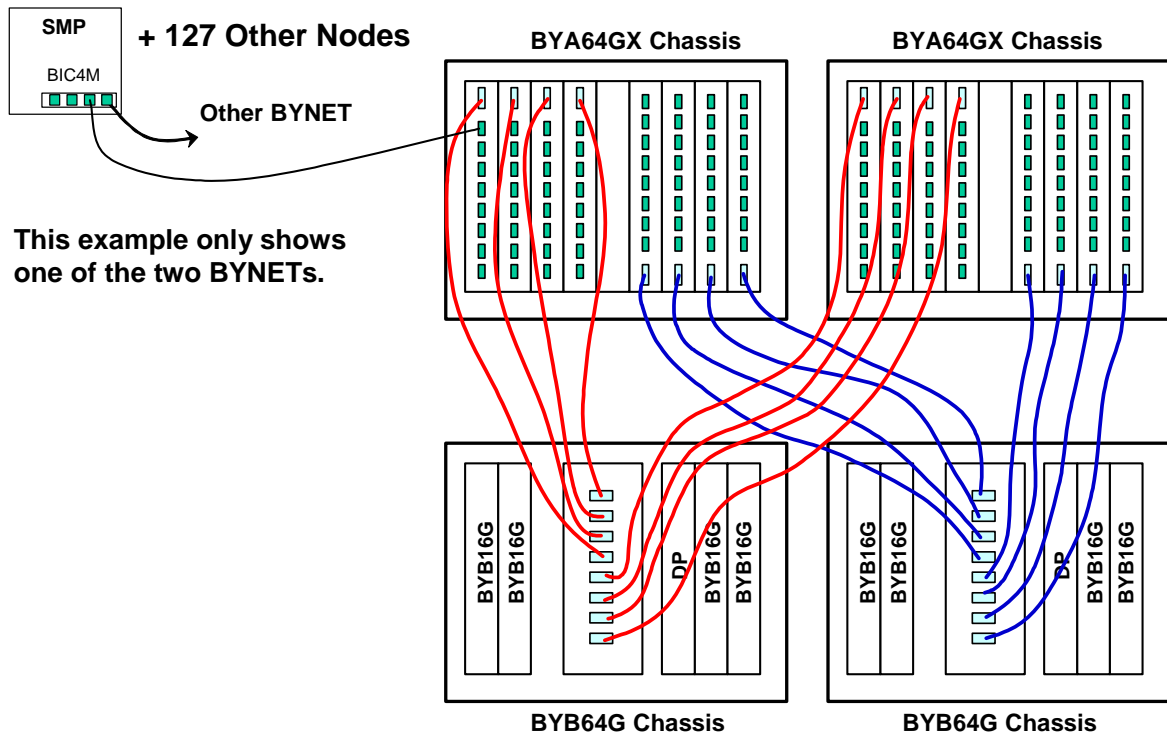 SMP
+ 127 Other Nodes
BIC4M
Other BYNET
This example only shows
one of the two BYNETs.
BYA64GX Chassis
BYA64GX Chassis
BYB16G
BYB16G
DP
BYB16G
BYB16G
BYB16G
BYB16G
DP
BYB16G
BYB16G
BYB64G Chassis
BYB64G Chassis